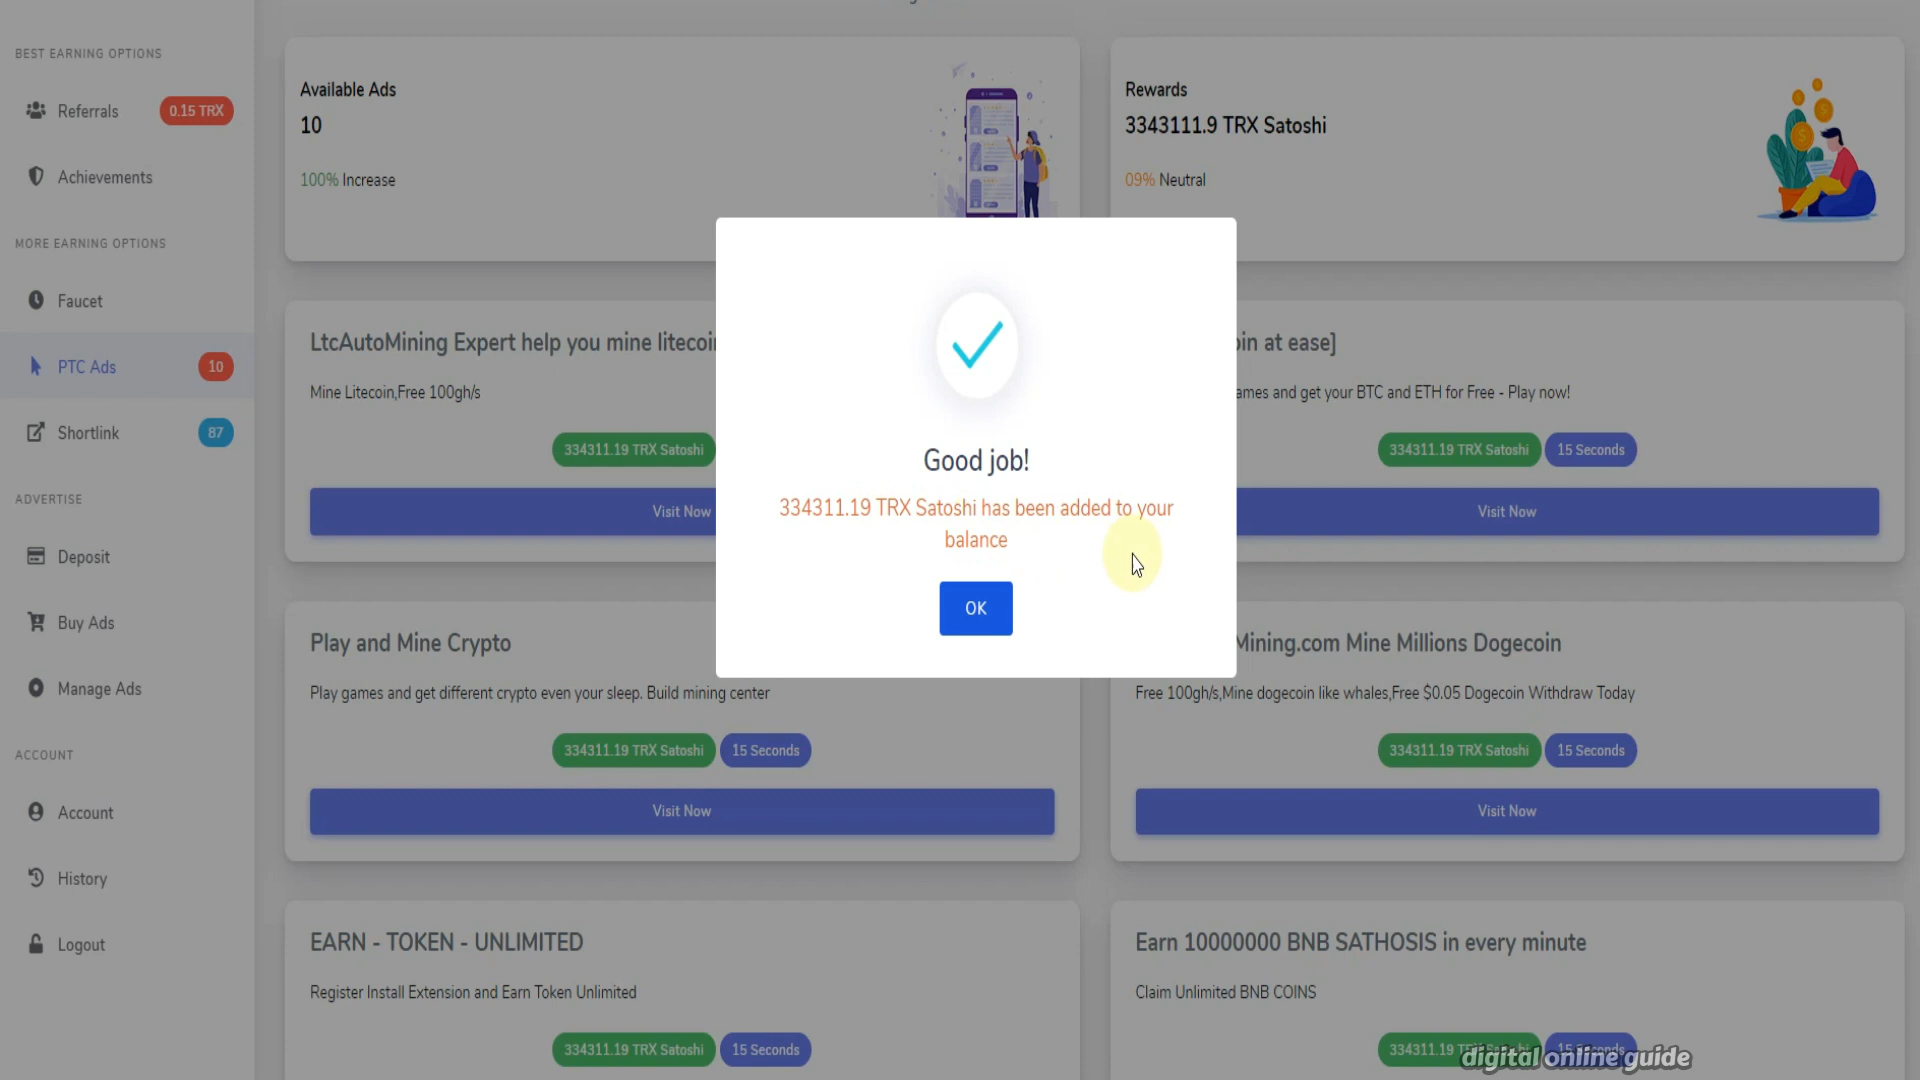 BEST EARNING OPTIONS
Referrals 0.15 TRX
Achievements
MORE EARNING OPTIONS
Faucet
PTC Ads 10
Shortlink 87
ADVERTISE
Deposit
Buy Ads
Manage Ads
ACCOUNT
Account
History
Logout
Available Ads
10
100% Increase
Rewards
3343111.9 TRX Satoshi
09% Neutral
LtcAutoMining Expert help you mine
Mine Litecoin,Free 100gh/s
334311.19 TRX Satoshi
Visit Now
at ease]
and get your BTC and ETH for Free - Play now!
334311.19 TRX Satoshi 15 Seconds
Visit Now
Good job!
334311.19 TRX Satoshi has been added to your
balance
OK
Play and Mine Crypto
Play games and get different crypto even your sleep. Build mining center
334311.19 TRX Satoshi 15 Seconds
Visit Now
Mining.com Mine Millions Dogecoin
Free 100gh/s,Mine dogecoin like whales,Free $0.05 Dogecoin Withdraw Today
334311.19 TRX Satoshi 15 Seconds
Visit Now
EARN - TOKEN - UNLIMITED
Register Install Extension and Earn Token Unlimited
334311.19 TRX Satoshi 15 Seconds
Earn 10000000 BNB SATHOSIS in every minute
Claim Unlimited BNB COINS
334311.19 15 Seconds
digital online guide